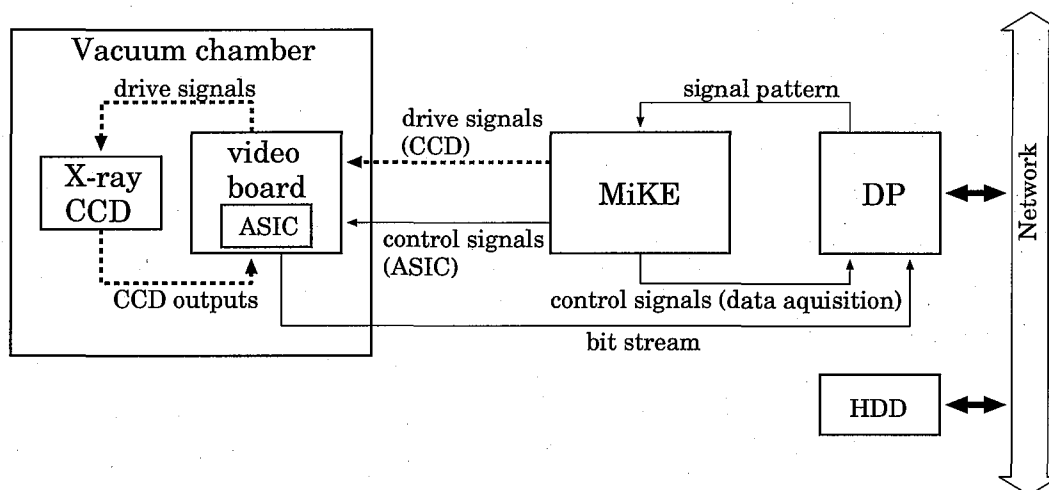 Vacuum chamber
drive signals
video
board
ASIC
X-ray
CCD
CCD outputs
drive signals
(CCD)
control signals
(ASIC)
MiKE
signal pattern
DP
control signals (data aquisition)
bit stream
HDD
Network